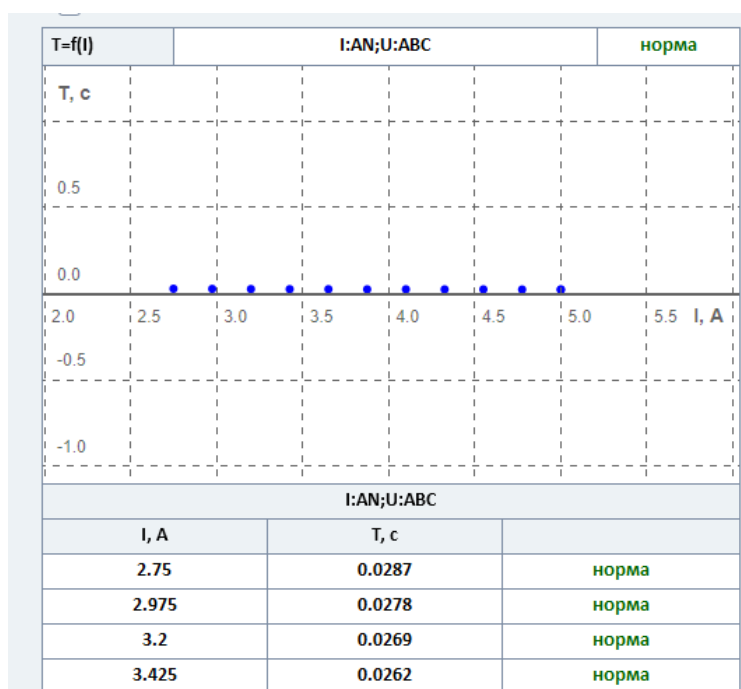 T=f(I) I:AN;U:ABC норма
T, с
0.5
0.0
2.0 2.5 3.0 3.5 4.0 4.5 5.0 5.5 I, А
-0.5
-1.0
I:AN;U:ABC
I, А T, с
2.75 0.0287 норма
2.975 0.0278 норма
3.2 0.0269 норма
3.425 0.0262 норма